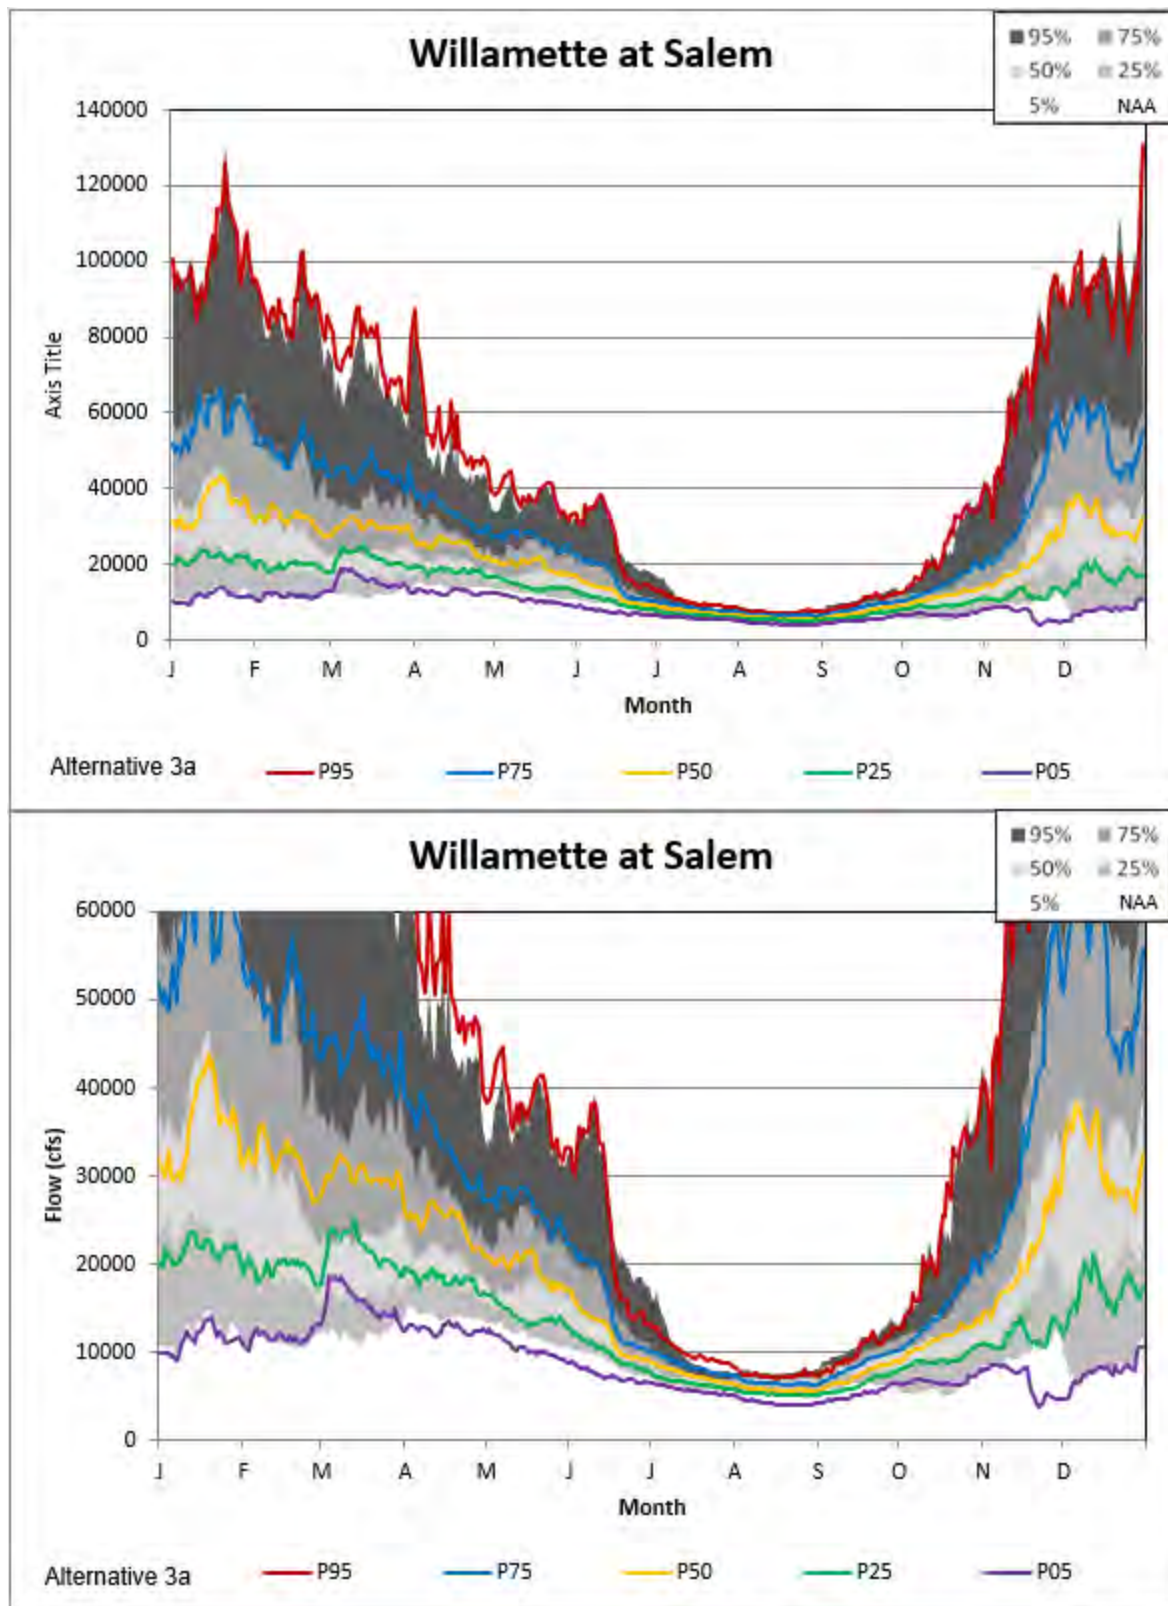 Willamette at Salem
95% 75%
50% 25%
5% NAA
140000
120000
100000
80000
60000
40000
20000
0
Axis Title
J F M A M J J A S O N D
Month
Alternative 3a P95 P75 P50 P25 P05
Willamette at Salem
95% 75%
50% 25%
5% NAA
60000
50000
40000
30000
20000
10000
0
Flow (cfs)
J F M A M J J A S O N D
Month
Alternative 3a P95 P75 P50 P25 P05